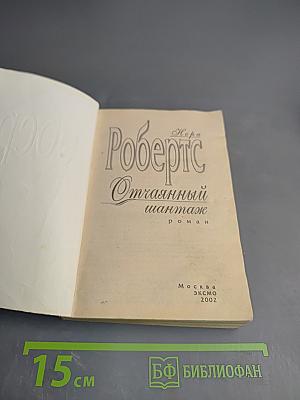 Нора
Робертс
Отчаянный
шантаж
роман
Москва
ЭКСМО
2002
15 см
БФ БИБЛИОФАН